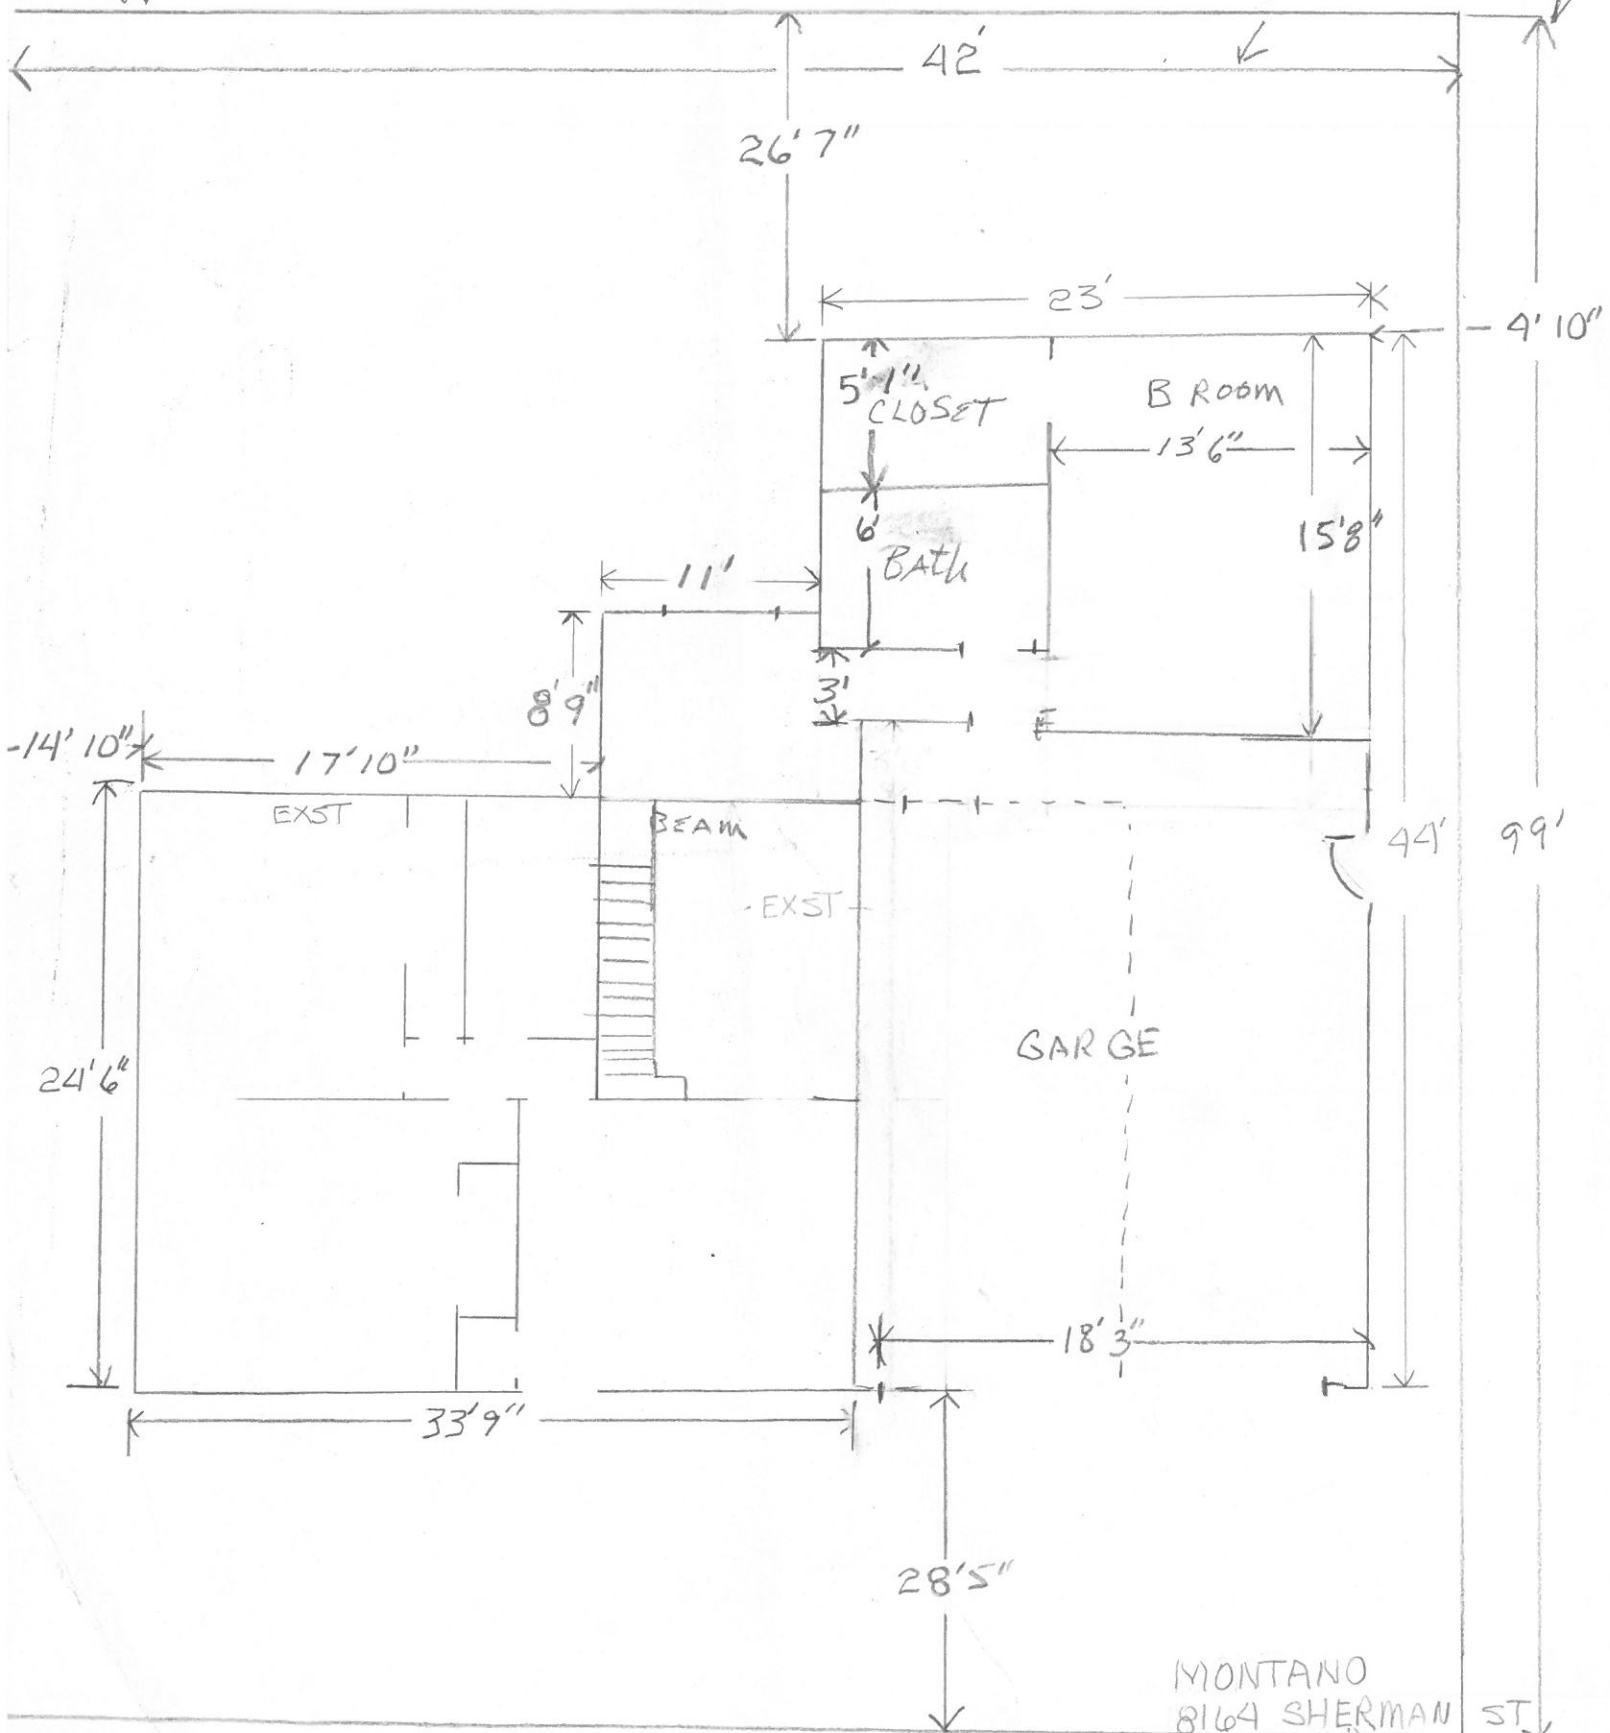 42'
26'7"
23'
- 4'10"
5'1"
CLOSET
B ROOM
13'6"
6'
BATH
15'8"
11'
8'9"
3'
-14'10"
17'10"
EXST
BEAM
44'
99'
-EXST-
GARGE
24'6"
18'3"
33'9"
28'5"
MONTANO
8164 SHERMAN ST